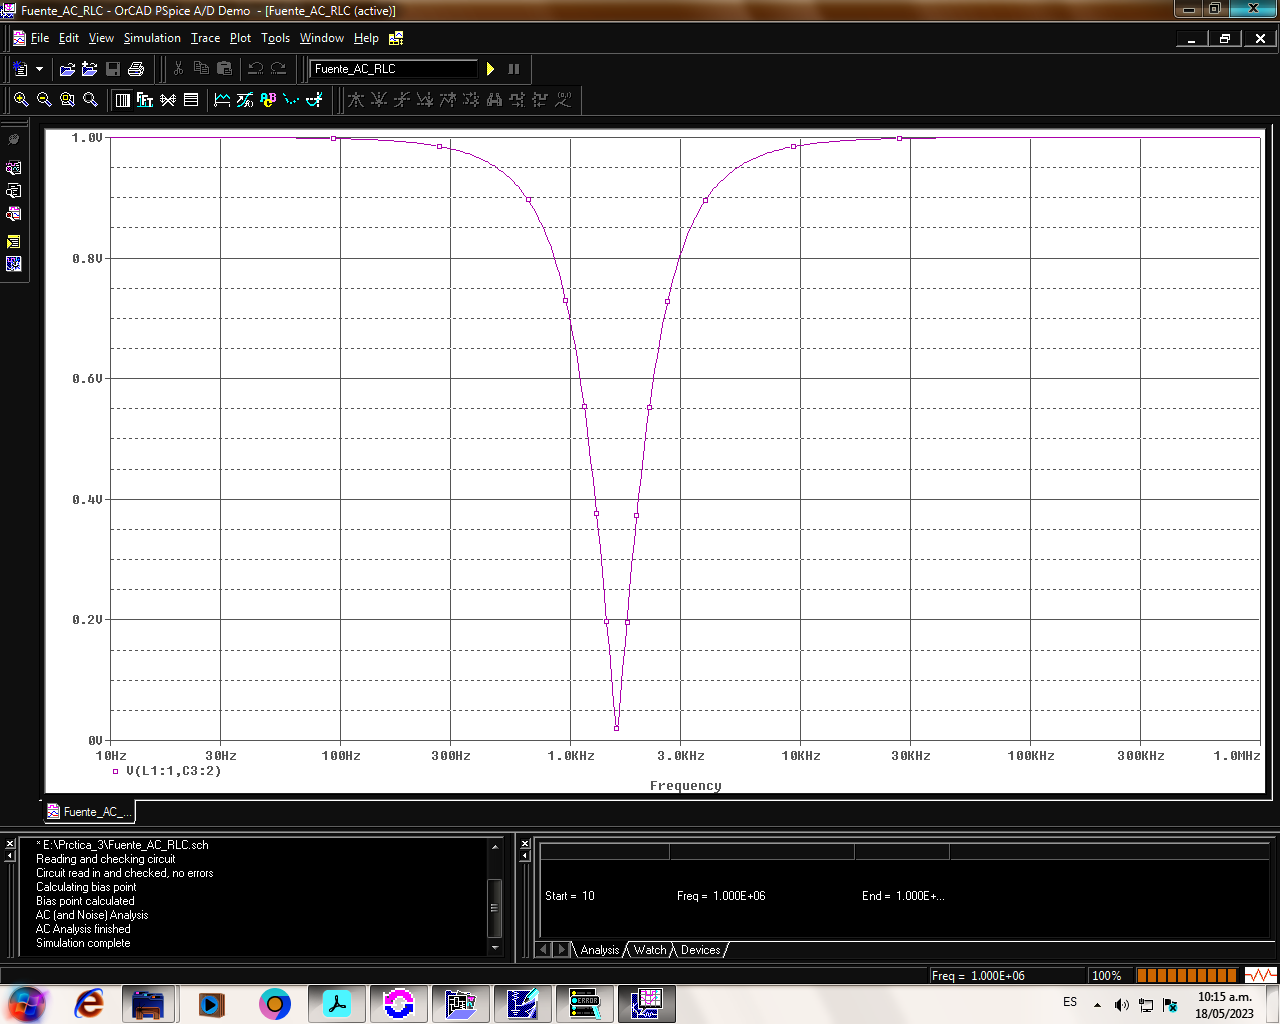 Fuente_AC_RLC - OrCAD PSpice A/D Demo - [Fuente_AC_RLC (active)]
File Edit View Simulation Trace Plot Tools Window Help
Fuente_AC_RLC
FFT
1.0V
0.8V
0.6V
0.4V
0.2V
0V
10Hz 30Hz 100Hz 300Hz 1.0KHz 3.0KHz 10KHz 30KHz 100KHz 300KHz 1.0MHz
V(L1:1,C3:2)
Frequency
Fuente_AC_...
* E:\Prctica_3\Fuente_AC_RLC.sch
Reading and checking circuit
Circuit read in and checked, no errors
Calculating bias point
Bias point calculated
AC (and Noise) Analysis
AC Analysis finished
Simulation complete
Start = 10 Freq = 1.000E+06 End = 1.000E+...
Analysis Watch Devices
Freq = 1.000E+06 100%
ERROR
ES
10:15 a.m.
18/05/2023